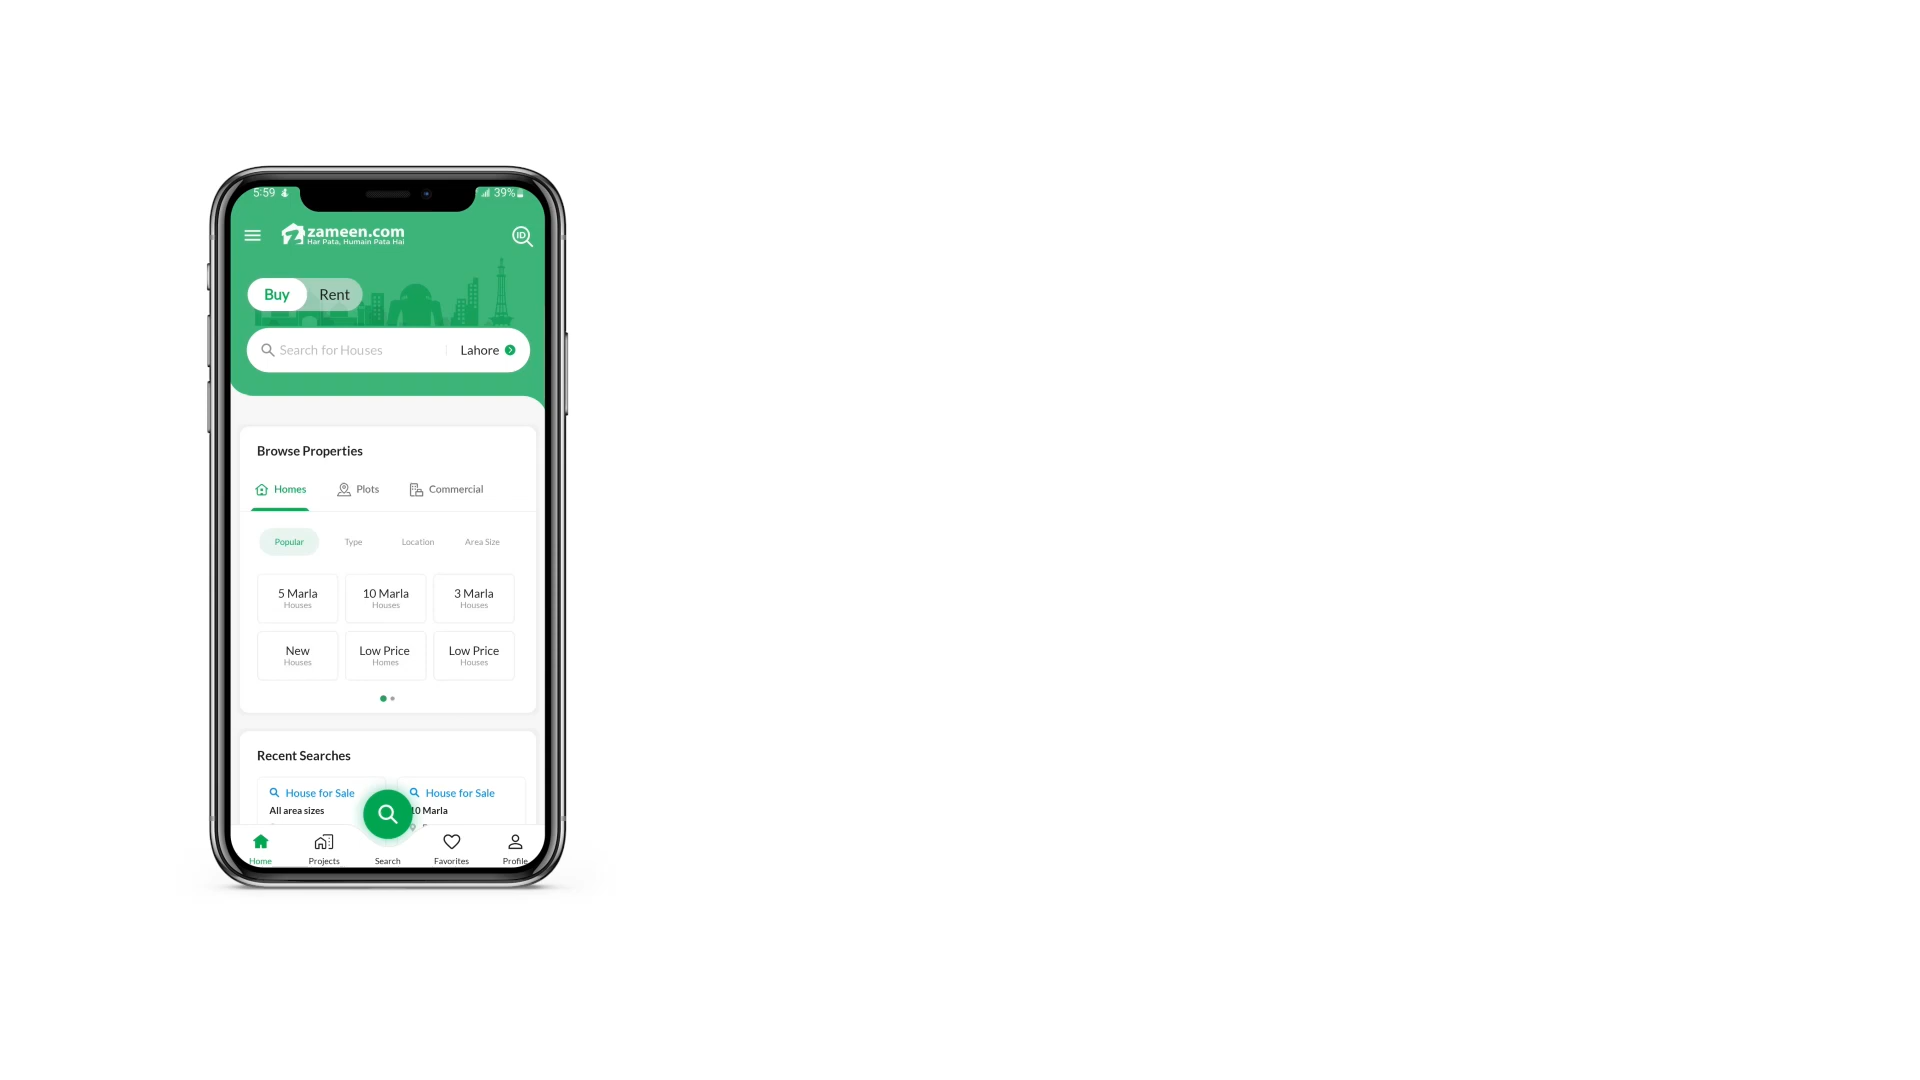 5:59
39%
zameen.com
Har Pata, Humain Pata Hai
ID
Buy Rent
Search for Houses Lahore
Browse Properties
Homes Plots Commercial
Popular Type Location Area Size
5 Marla 10 Marla 3 Marla
Houses Houses Houses
New Low Price Low Price
Houses Homes Houses
Recent Searches
House for Sale House for Sale
All area sizes 10 Marla
Home Projects Search Favorites Profile